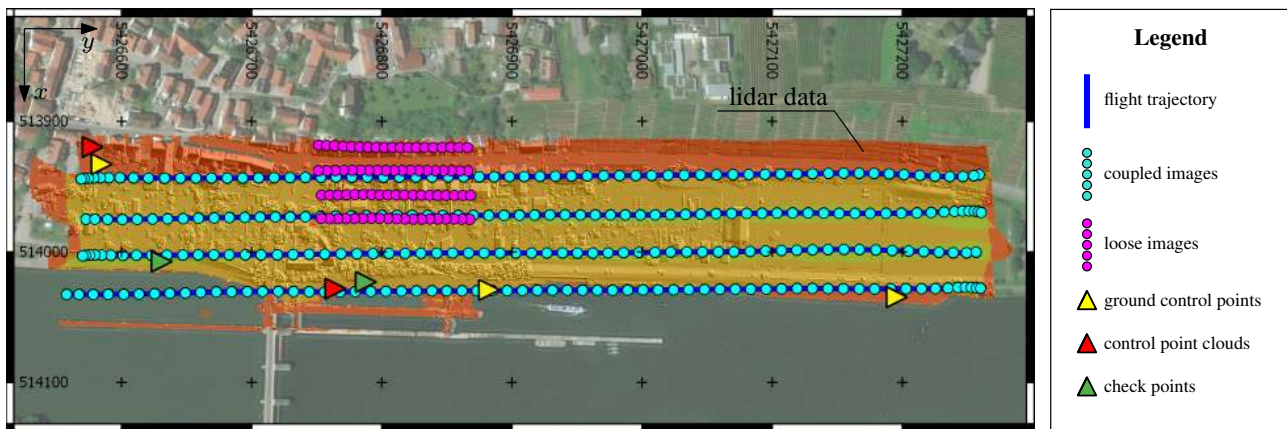 y
x
5426600
5426700
5426800
5426900
5427000
5427100
5427200
lidar data
513900
514000
514100
Legend
flight trajectory
coupled images
loose images
ground control points
control point clouds
check points